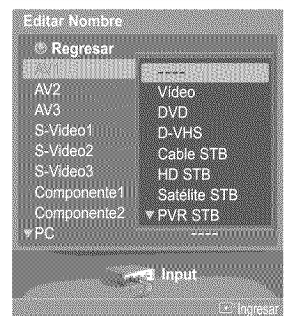 Editar Nombre
Regresar
----
AV2
Vídeo
AV3
DVD
S-Video1
D-VHS
S-Video2
Cable STB
S-Video3
HD STB
Componente1
Satélite STB
Componente2
PVR STB
PC
----
Input
Ingresar